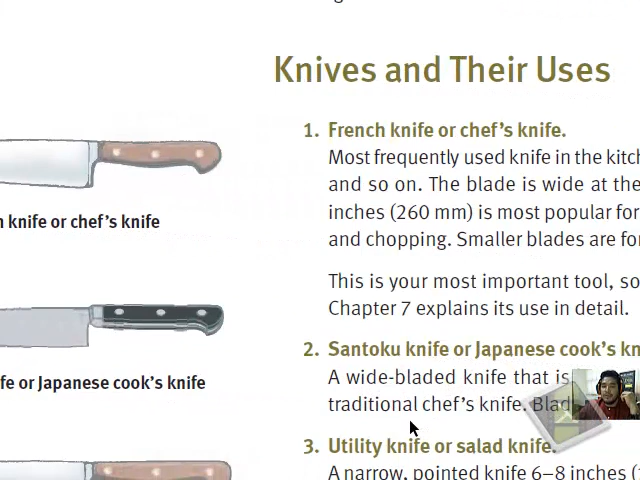 Knives and Their Uses
1. French knife or chef's knife.
Most frequently used knife in the kitch
and so on. The blade is wide at the
inches (260 mm) is most popular for
and chopping. Smaller blades are for
This is your most important tool, so
Chapter 7 explains its use in detail.
2. Santoku knife or Japanese cook's kn
A wide-bladed knife that is
traditional chef's knife.
3. Utility knife or salad knife.
A narrow, pointed knife 6–8 inches (
h knife or chef's knife
fe or Japanese cook's knife